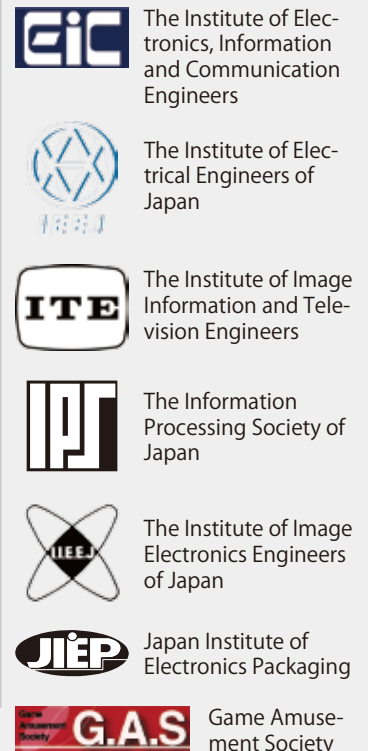 EiC
The Institute of Elec-
tronics, Information
and Communication
Engineers
IEEJ
The Institute of Elec-
trical Engineers of
Japan
ITE
The Institute of Image
Information and Tele-
vision Engineers
IPS
The Information
Processing Society of
Japan
I.I.E.E.J
The Institute of Image
Electronics Engineers
of Japan
JIEP
Japan Institute of
Electronics Packaging
Game
Amusement
Society
G.A.S
Game Amuse-
ment Society